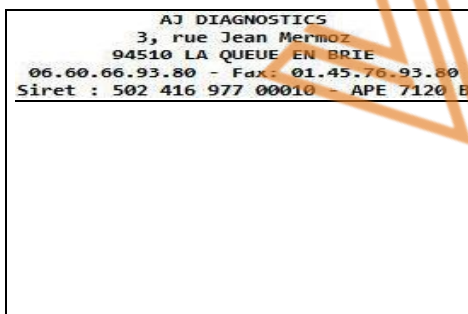 AJ DIAGNOSTICS
3, rue Jean Mermoz
94510 LA QUEUE EN BRIE
06.60.66.93.80 - Fax: 01.45.76.93.80
Siret : 502 416 977 00010 - APE 7120 B